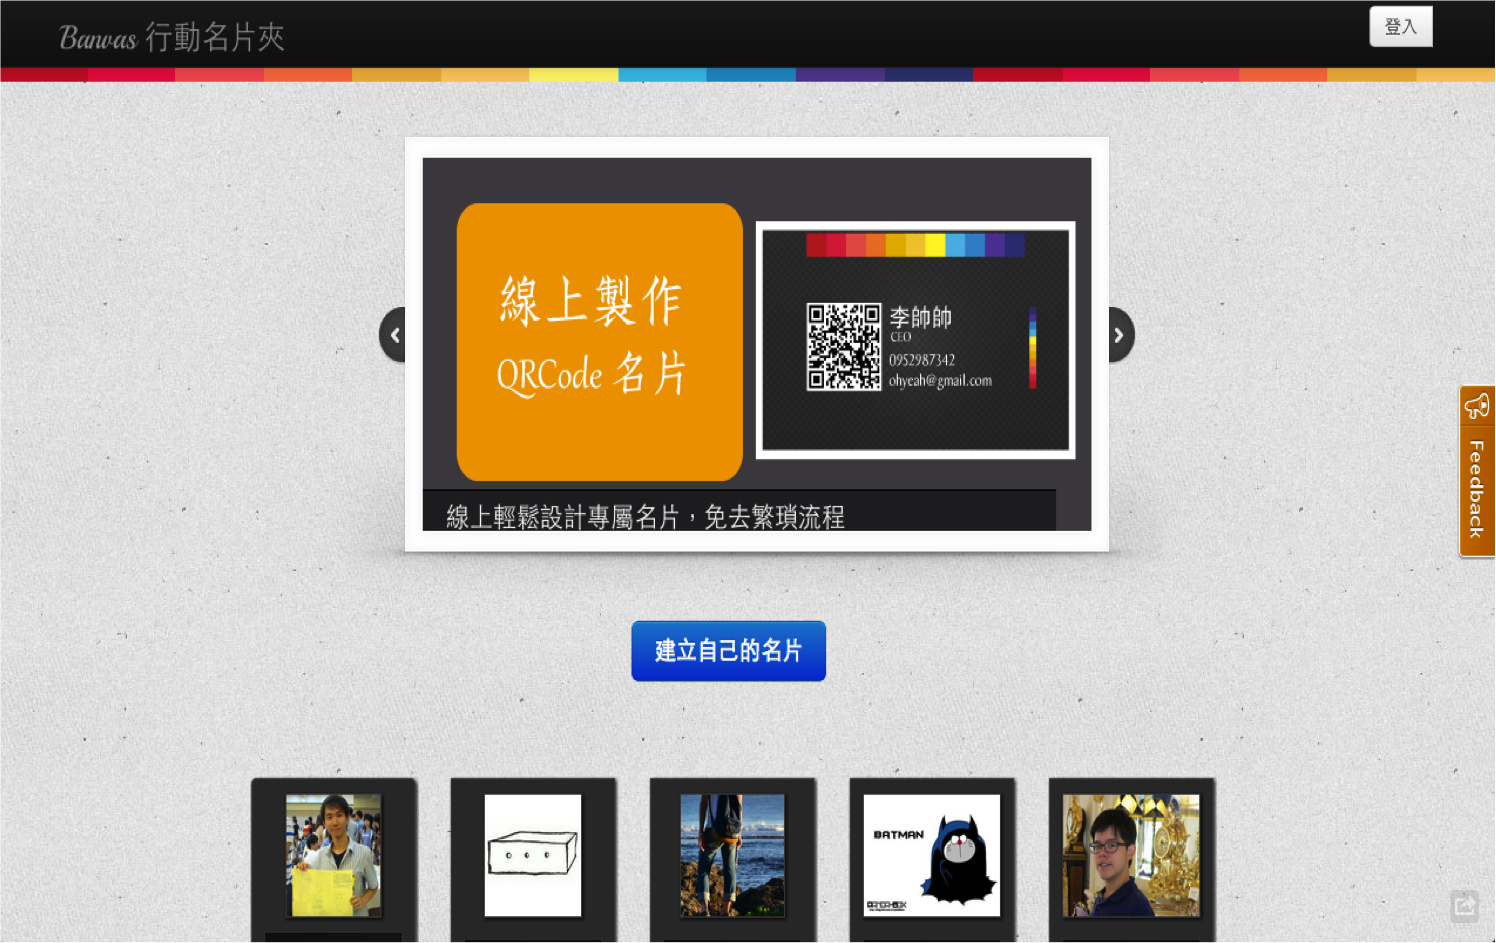 Banvas 行動名片夾
登入
線上製作
QRCode 名片
李帥帥
CEO
0952987342
ohyeah@gmail.com
線上輕鬆設計專屬名片，免去繁瑣流程
Feedback
建立自己的名片
BATMAN